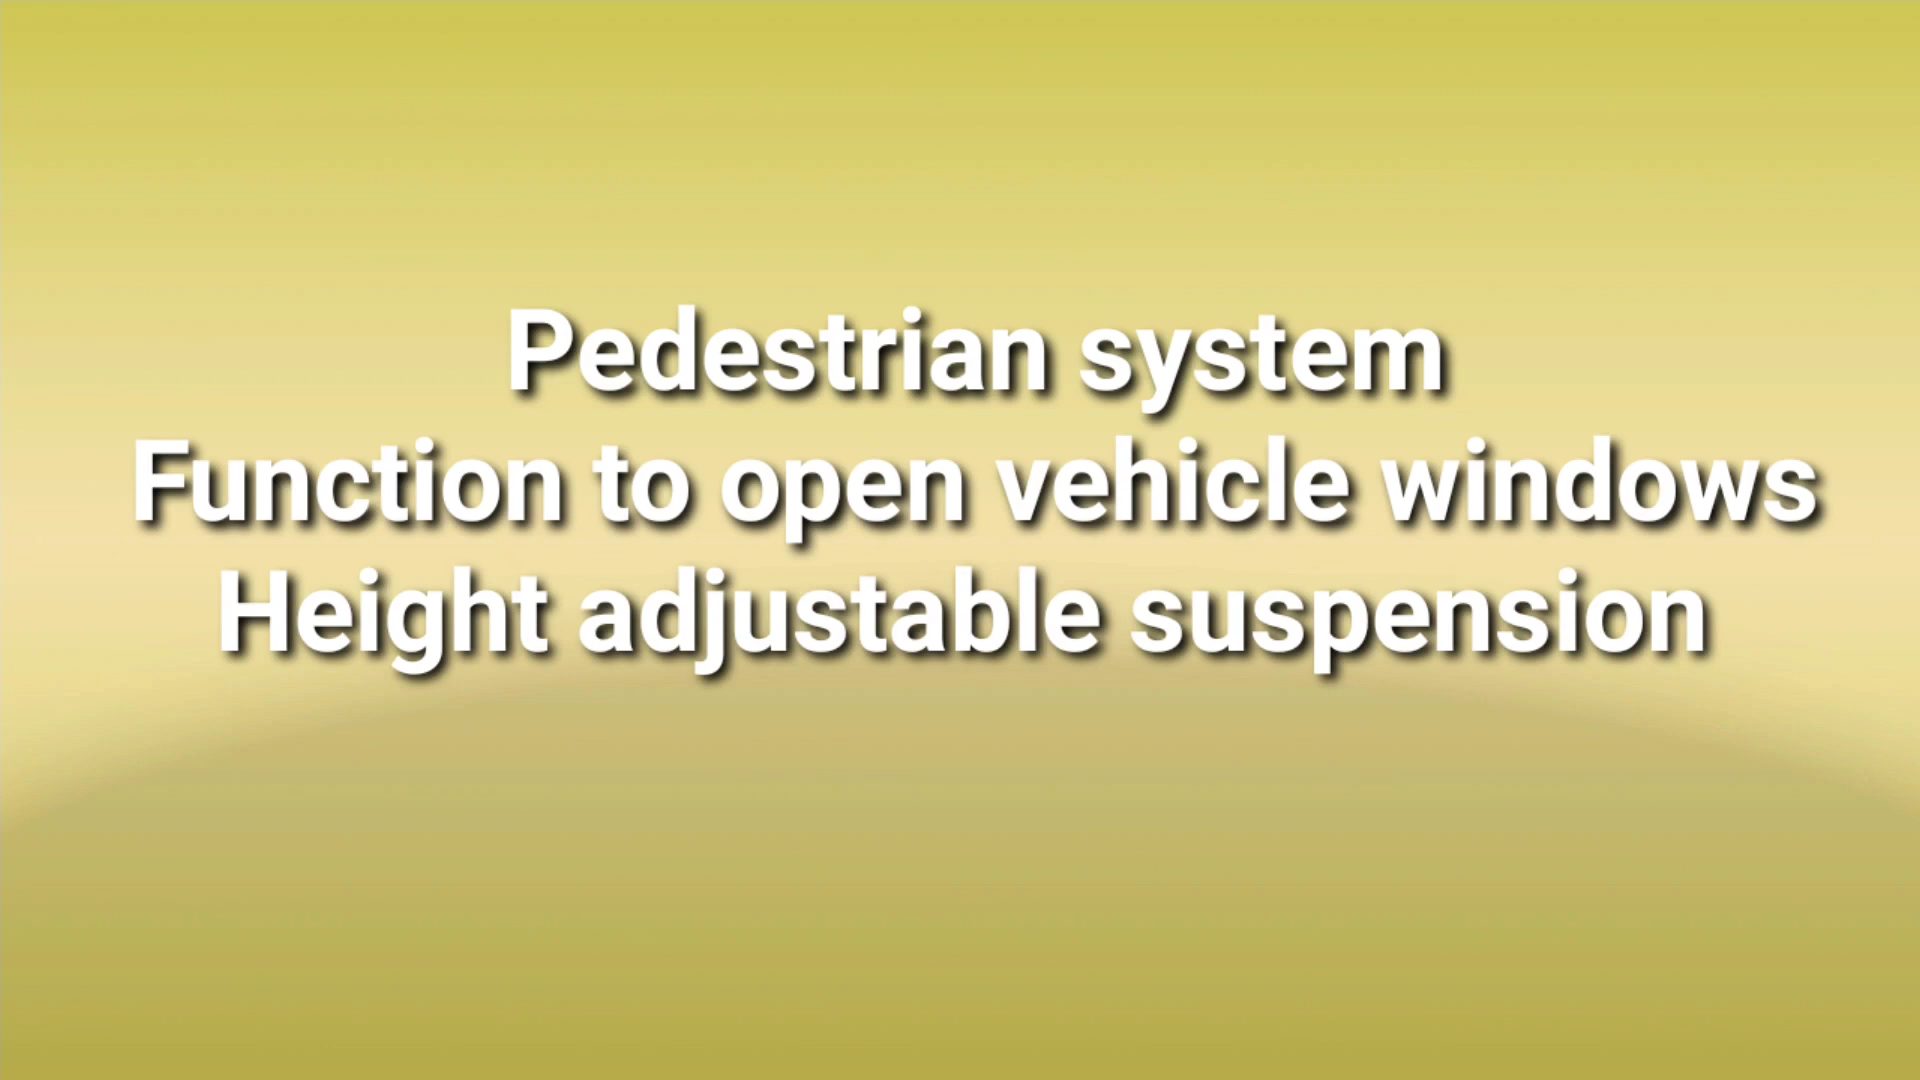 Pedestrian system
Function to open vehicle windows
Height adjustable suspension